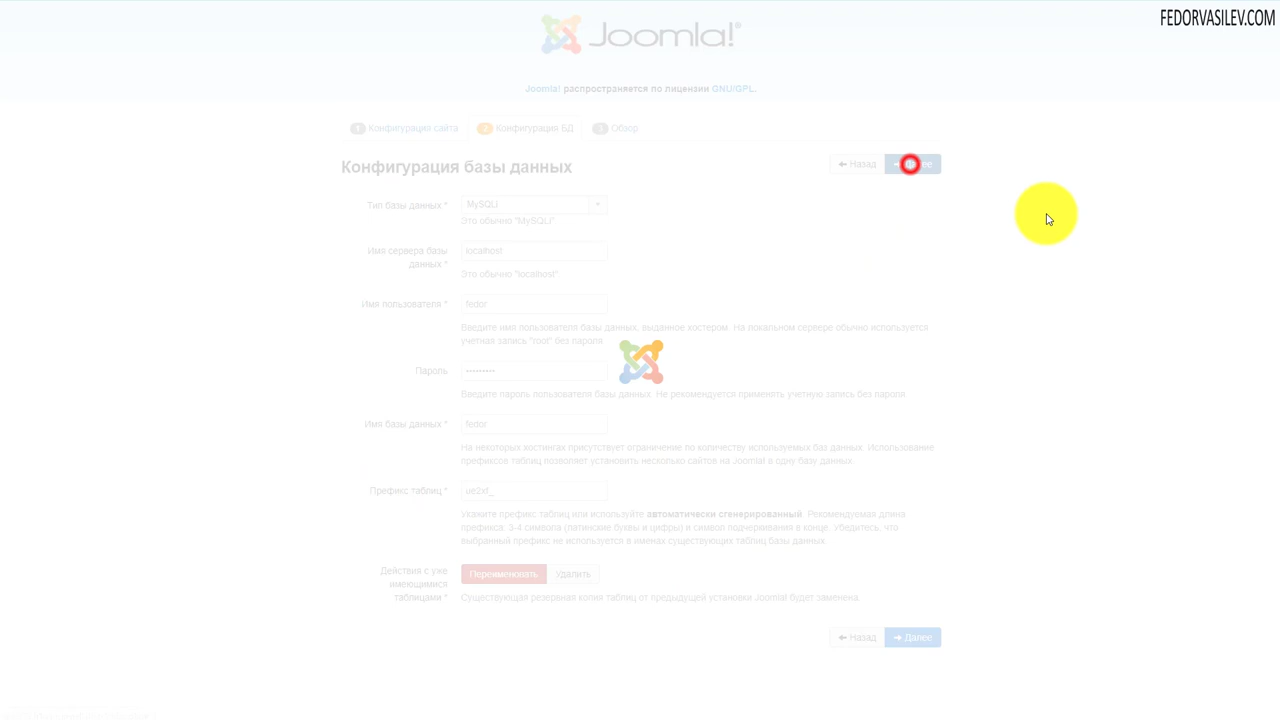 FEDORVASILEV.COM
Joomla!®
Joomla! распространяется по лицензии GNU/GPL.
1 Конфигурация сайта 2 Конфигурация БД 3 Обзор
Конфигурация базы данных
Назад
Тип базы данных *
MySQLi
Это обычно "MySQLi"
Имя сервера базы данных *
localhost
Это обычно "localhost"
Имя пользователя *
fedor
Введите имя пользователя базы данных, выданное хостером. На локальном сервере обычно используется
учетная запись "root" без пароля
Пароль
•••••••••
Введите пароль пользователя базы данных. Не рекомендуется применять учетную запись без пароля
Имя базы данных *
fedor
На некоторых хостингах присутствует ограничение по количеству используемых баз данных. Использование
префиксов таблиц позволяет установить несколько сайтов на Joomla! в одну базу данных.
Префикс таблиц *
ue2xf_
Укажите префикс таблиц или используйте автоматически сгенерированный. Рекомендуемая длина
префикса: 3-4 символа (латинские буквы и цифры) и символ подчеркивания в конце. Убедитесь, что
выбранный префикс не используется в именах существующих таблиц базы данных.
Действия с уже
имеющимися
таблицами *
Переименовать Удалить
Существующая резервная копия таблиц от предыдущей установки Joomla! будет заменена.
Назад Далее